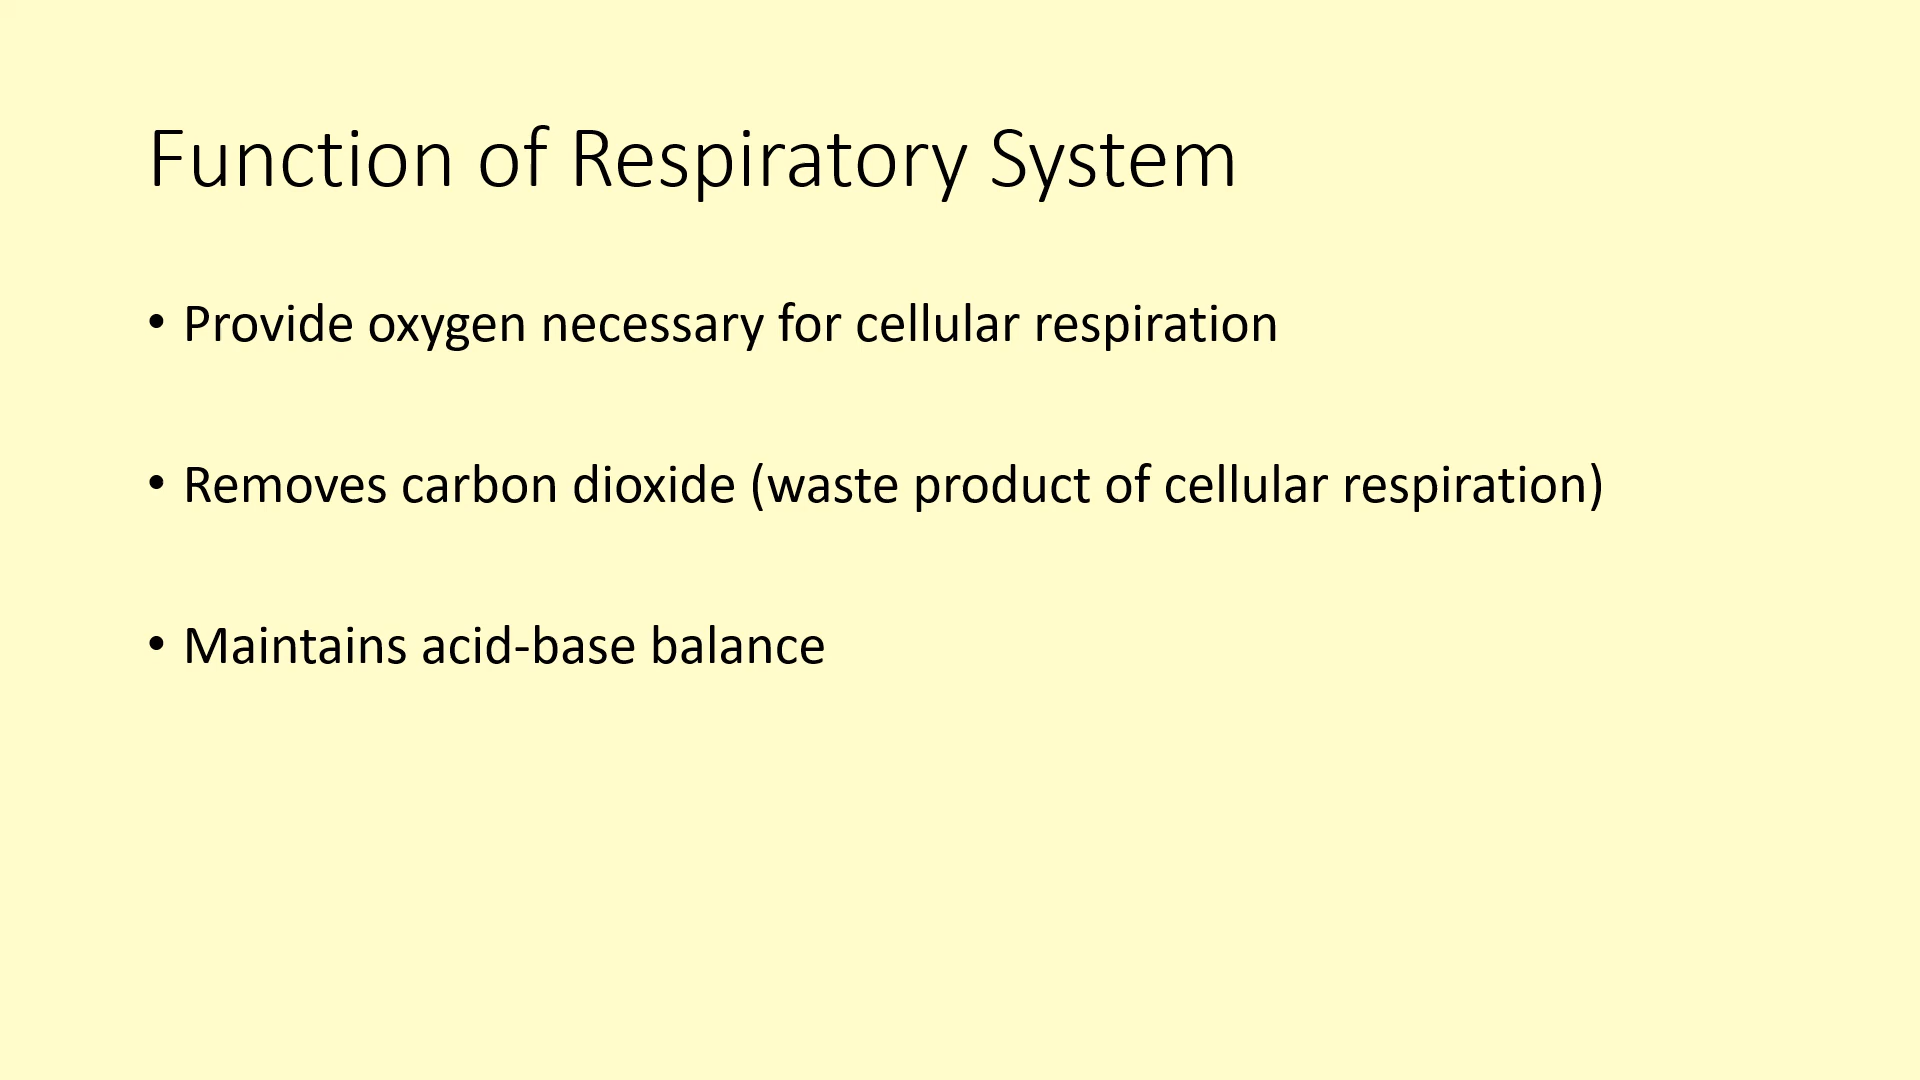 Function of Respiratory System
• Provide oxygen necessary for cellular respiration
• Removes carbon dioxide (waste product of cellular respiration)
• Maintains acid-base balance